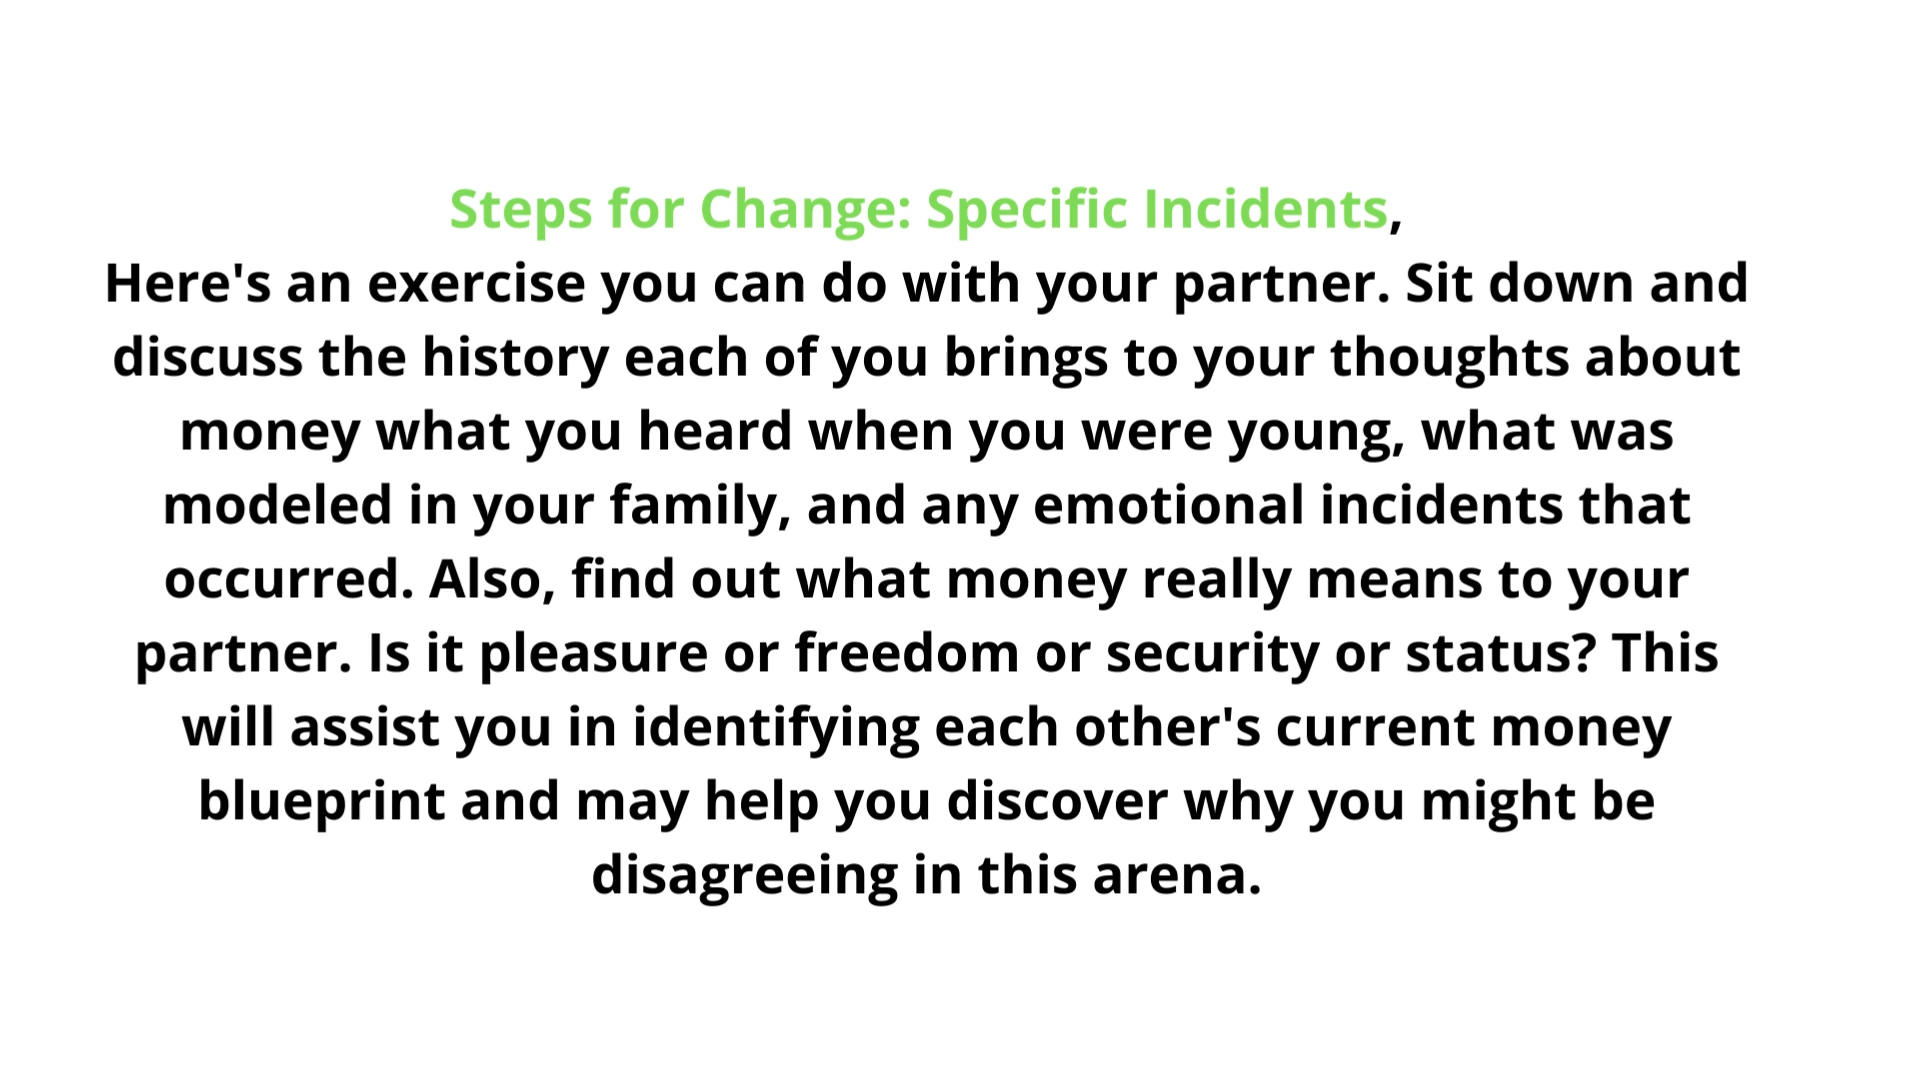 Steps for Change: Specific Incidents,
Here's an exercise you can do with your partner. Sit down and
discuss the history each of you brings to your thoughts about
money what you heard when you were young, what was
modeled in your family, and any emotional incidents that
occurred. Also, find out what money really means to your
partner. Is it pleasure or freedom or security or status? This
will assist you in identifying each other's current money
blueprint and may help you discover why you might be
disagreeing in this arena.